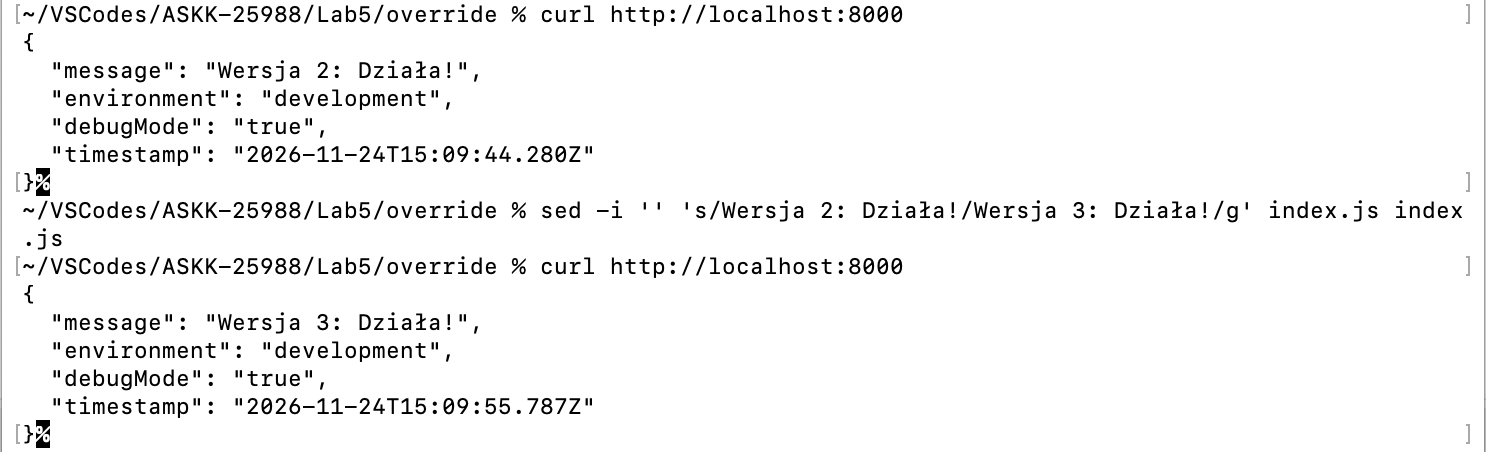 [~/VSCodes/ASKK-25988/Lab5/override % curl http://localhost:8000 ]
{
  "message": "Wersja 2: Działa!",
  "environment": "development",
  "debugMode": "true",
  "timestamp": "2026-11-24T15:09:44.280Z"
[}% ]
~/VSCodes/ASKK-25988/Lab5/override % sed -i '' 's/Wersja 2: Działa!/Wersja 3: Działa!/g' index.js index
.js
[~/VSCodes/ASKK-25988/Lab5/override % curl http://localhost:8000 ]
{
  "message": "Wersja 3: Działa!",
  "environment": "development",
  "debugMode": "true",
  "timestamp": "2026-11-24T15:09:55.787Z"
[}% ]